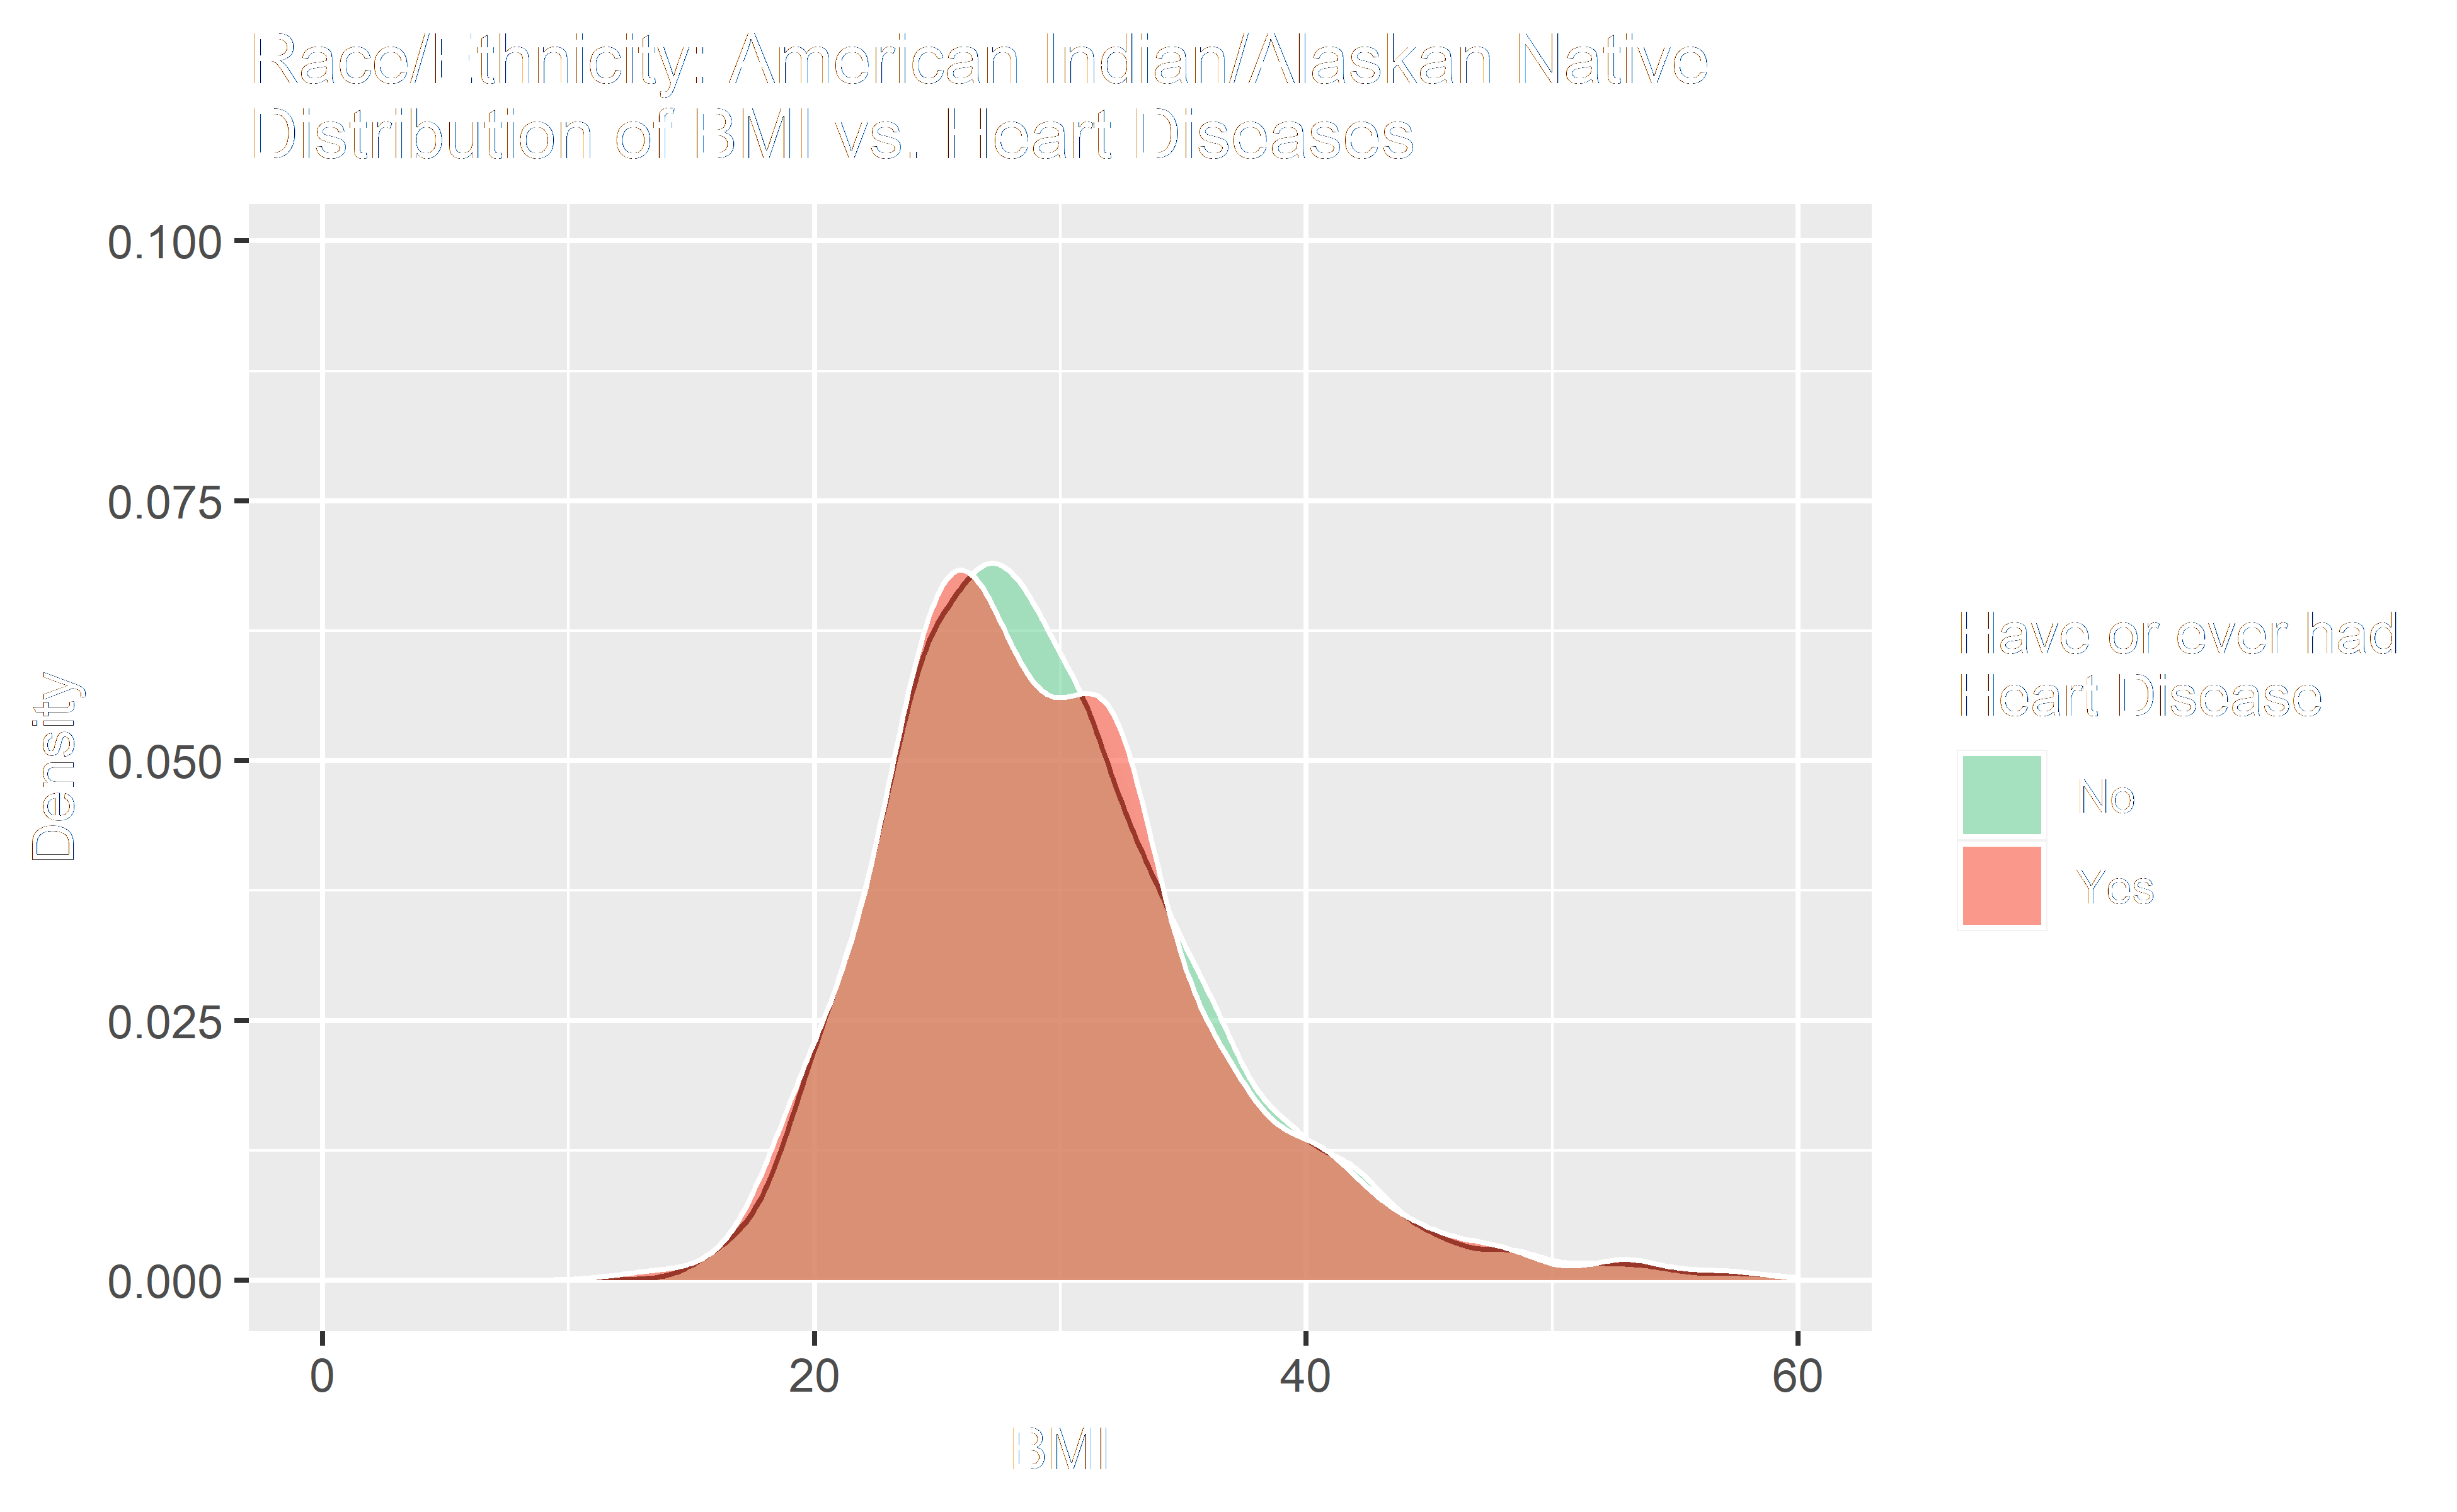 Race/Ethnicity: American Indian/Alaskan Native
Distribution of BMI vs. Heart Diseases
0.100
0.075
0.050
0.025
0.000
Density
0
20
40
60
BMI
Have or ever had
Heart Disease
No
Yes